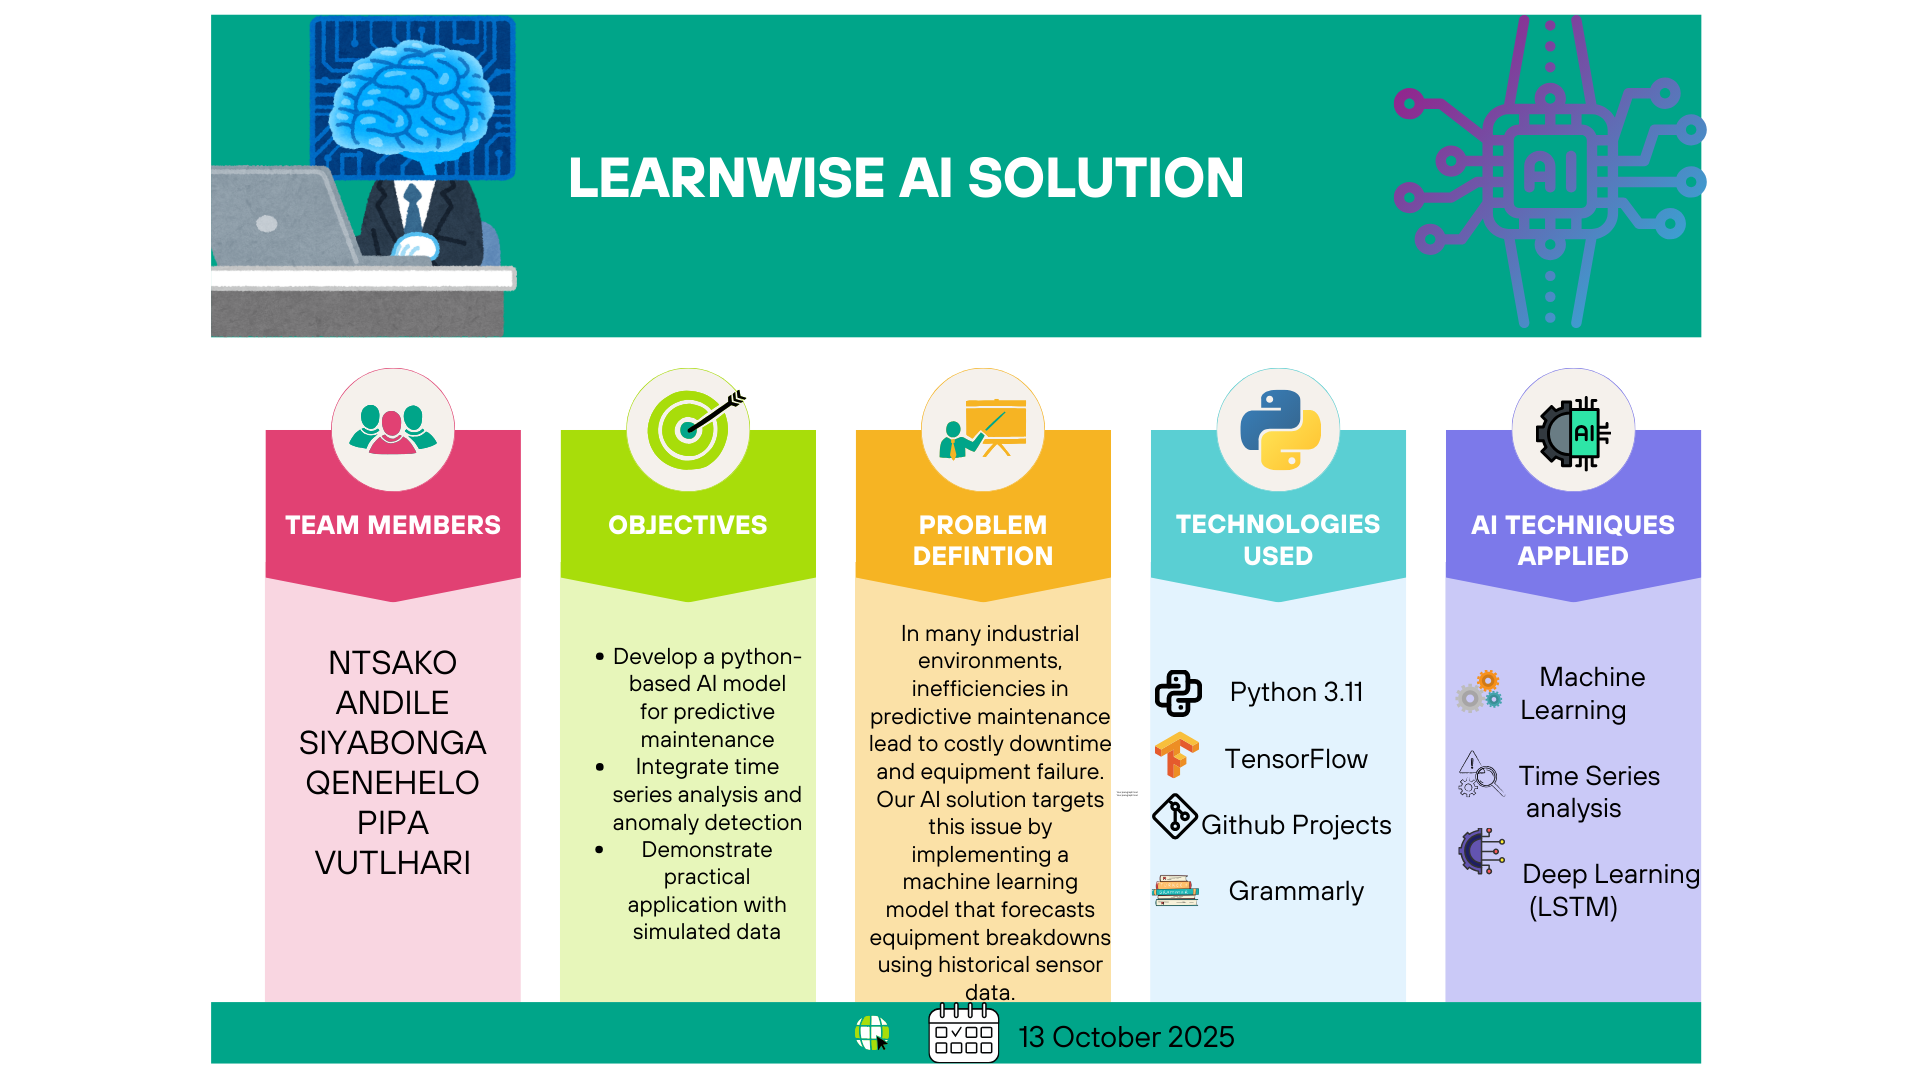 LEARNWISE AI SOLUTION
AI
TEAM MEMBERS
NTSAKO
ANDILE
SIYABONGA
QENEHELO
PIPA
VUTLHARI
OBJECTIVES
• Develop a python-
based AI model
for predictive
maintenance
• Integrate time
series analysis and
anomaly detection
• Demonstrate
practical
application with
simulated data
PROBLEM
DEFINTION
In many industrial
environments,
inefficiencies in
predictive maintenance
lead to costly downtime
and equipment failure.
Our AI solution targets
this issue by
implementing a
machine learning
model that forecasts
equipment breakdowns
using historical sensor
data.
TECHNOLOGIES
USED
Python 3.11
TensorFlow
Github Projects
Grammarly
AI
AI TECHNIQUES
APPLIED
Machine
Learning
Time Series
analysis
Deep Learning
(LSTM)
13 October 2025